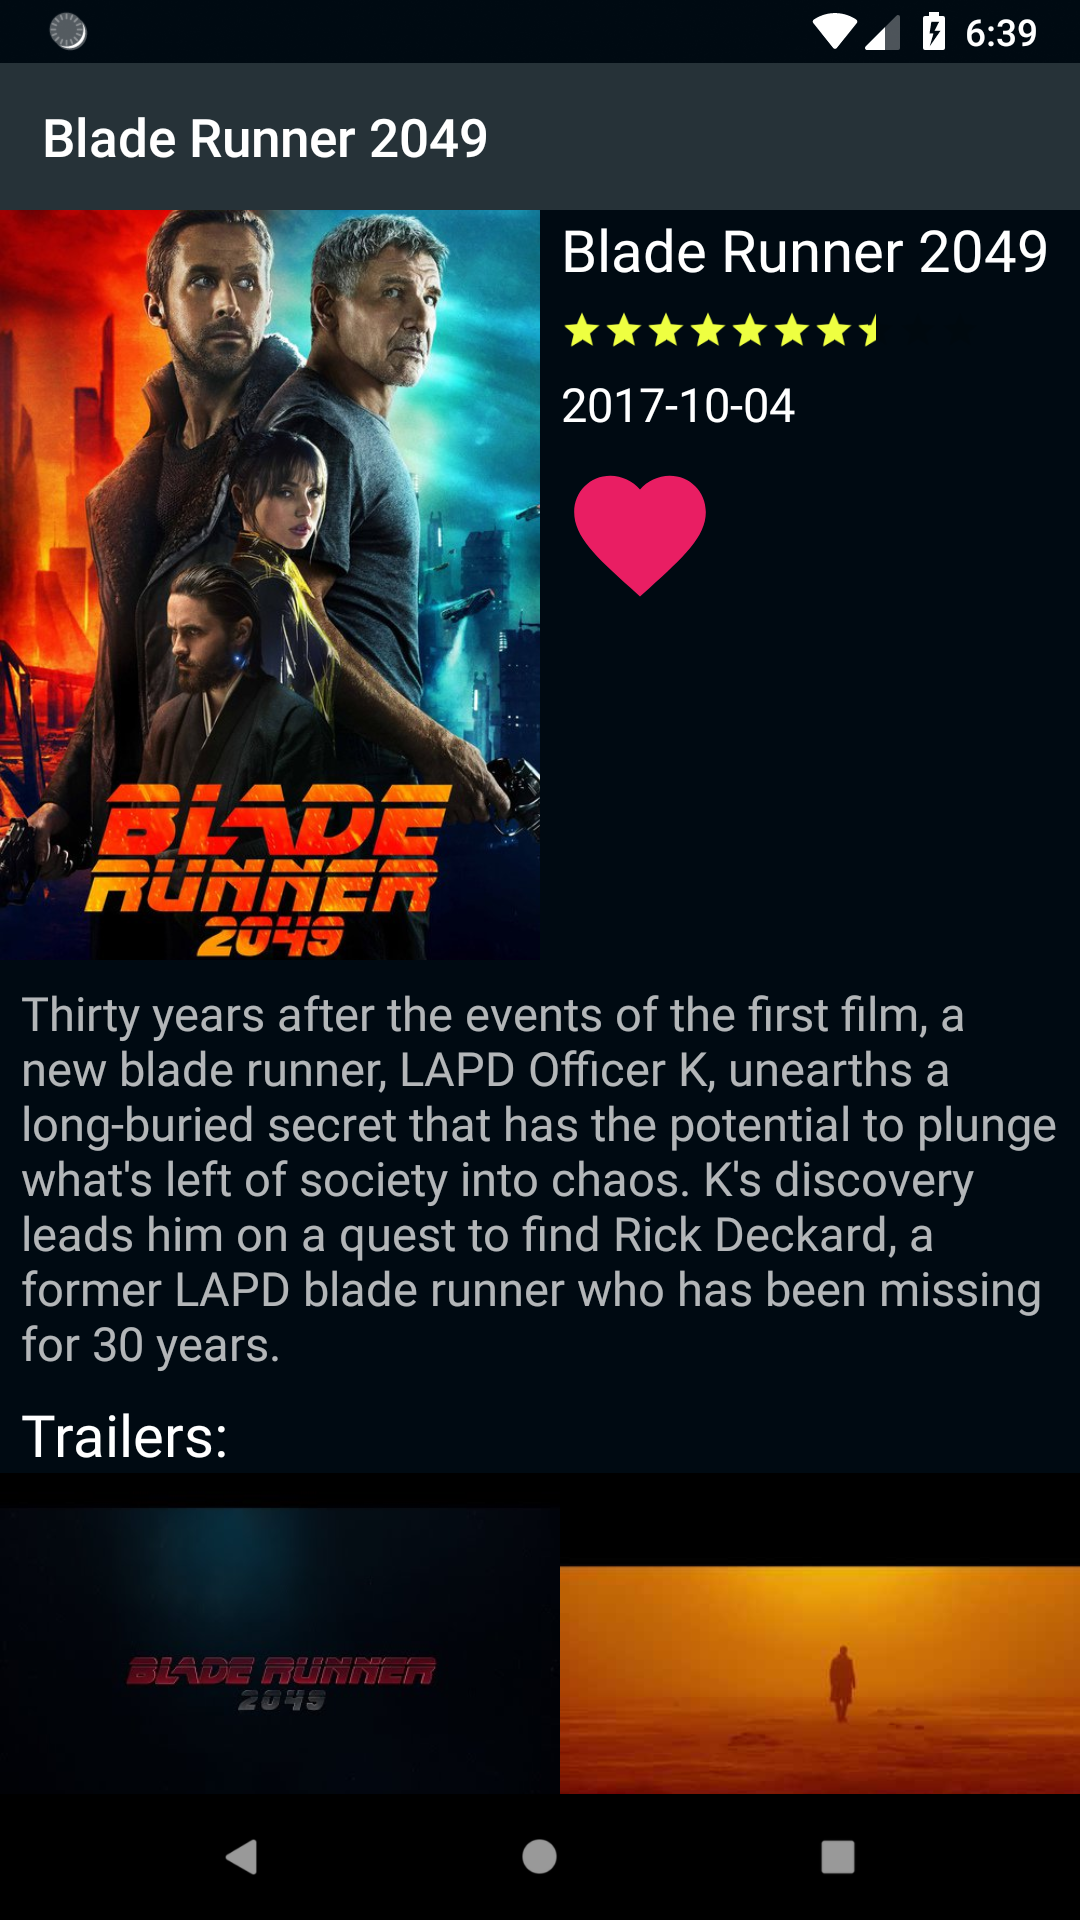 6:39
Blade Runner 2049
Blade Runner 2049
2017-10-04
BLADE
RUNNER
2049
Thirty years after the events of the first film, a
new blade runner, LAPD Officer K, unearths a
long-buried secret that has the potential to plunge
what's left of society into chaos. K's discovery
leads him on a quest to find Rick Deckard, a
former LAPD blade runner who has been missing
for 30 years.
Trailers:
BLADE RUNNER
2049